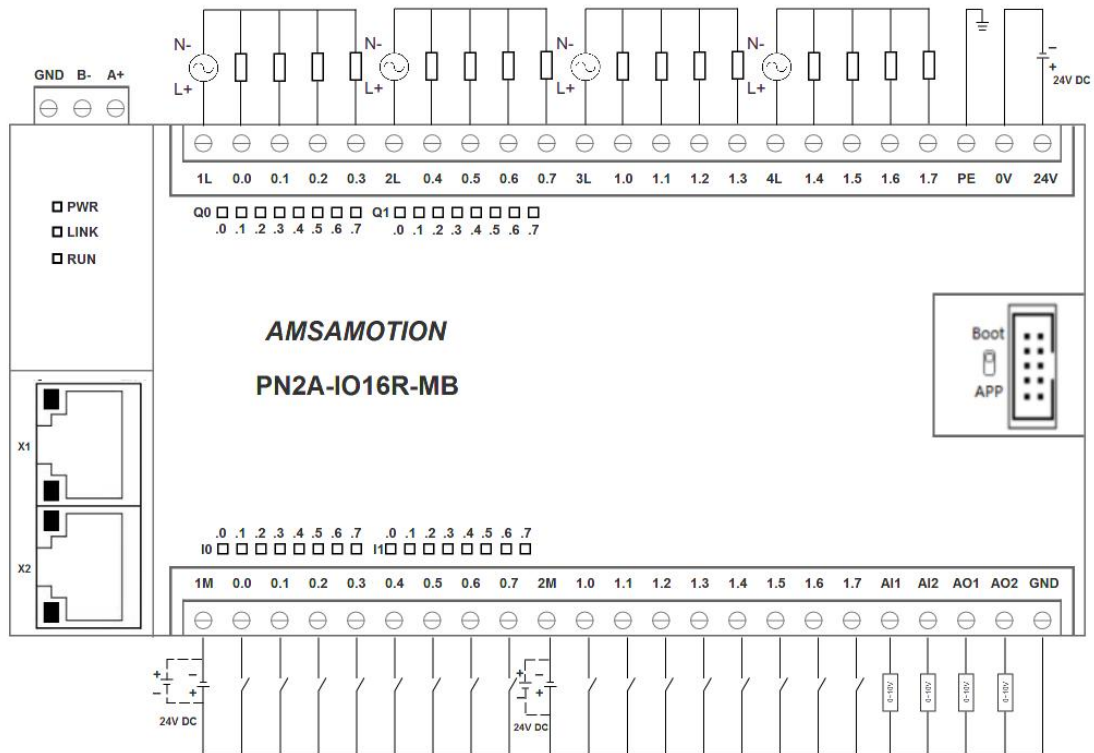 N- N- N- N-
L+ L+ L+ L+
− + 24V DC
GND B- A+
1L 0.0 0.1 0.2 0.3 2L 0.4 0.5 0.6 0.7 3L 1.0 1.1 1.2 1.3 4L 1.4 1.5 1.6 1.7 PE 0V 24V
PWR
LINK
RUN
Q0 Q1
.0 .1 .2 .3 .4 .5 .6 .7 .0 .1 .2 .3 .4 .5 .6 .7
AMSAMOTION
PN2A-IO16R-MB
Boot
APP
X1
X2
.0 .1 .2 .3 .4 .5 .6 .7 .0 .1 .2 .3 .4 .5 .6 .7
I0 I1
1M 0.0 0.1 0.2 0.3 0.4 0.5 0.6 0.7 2M 1.0 1.1 1.2 1.3 1.4 1.5 1.6 1.7 AI1 AI2 AO1 AO2 GND
+ − − + + − − +
0~10V 0~10V 0~10V 0~10V
24V DC 24V DC